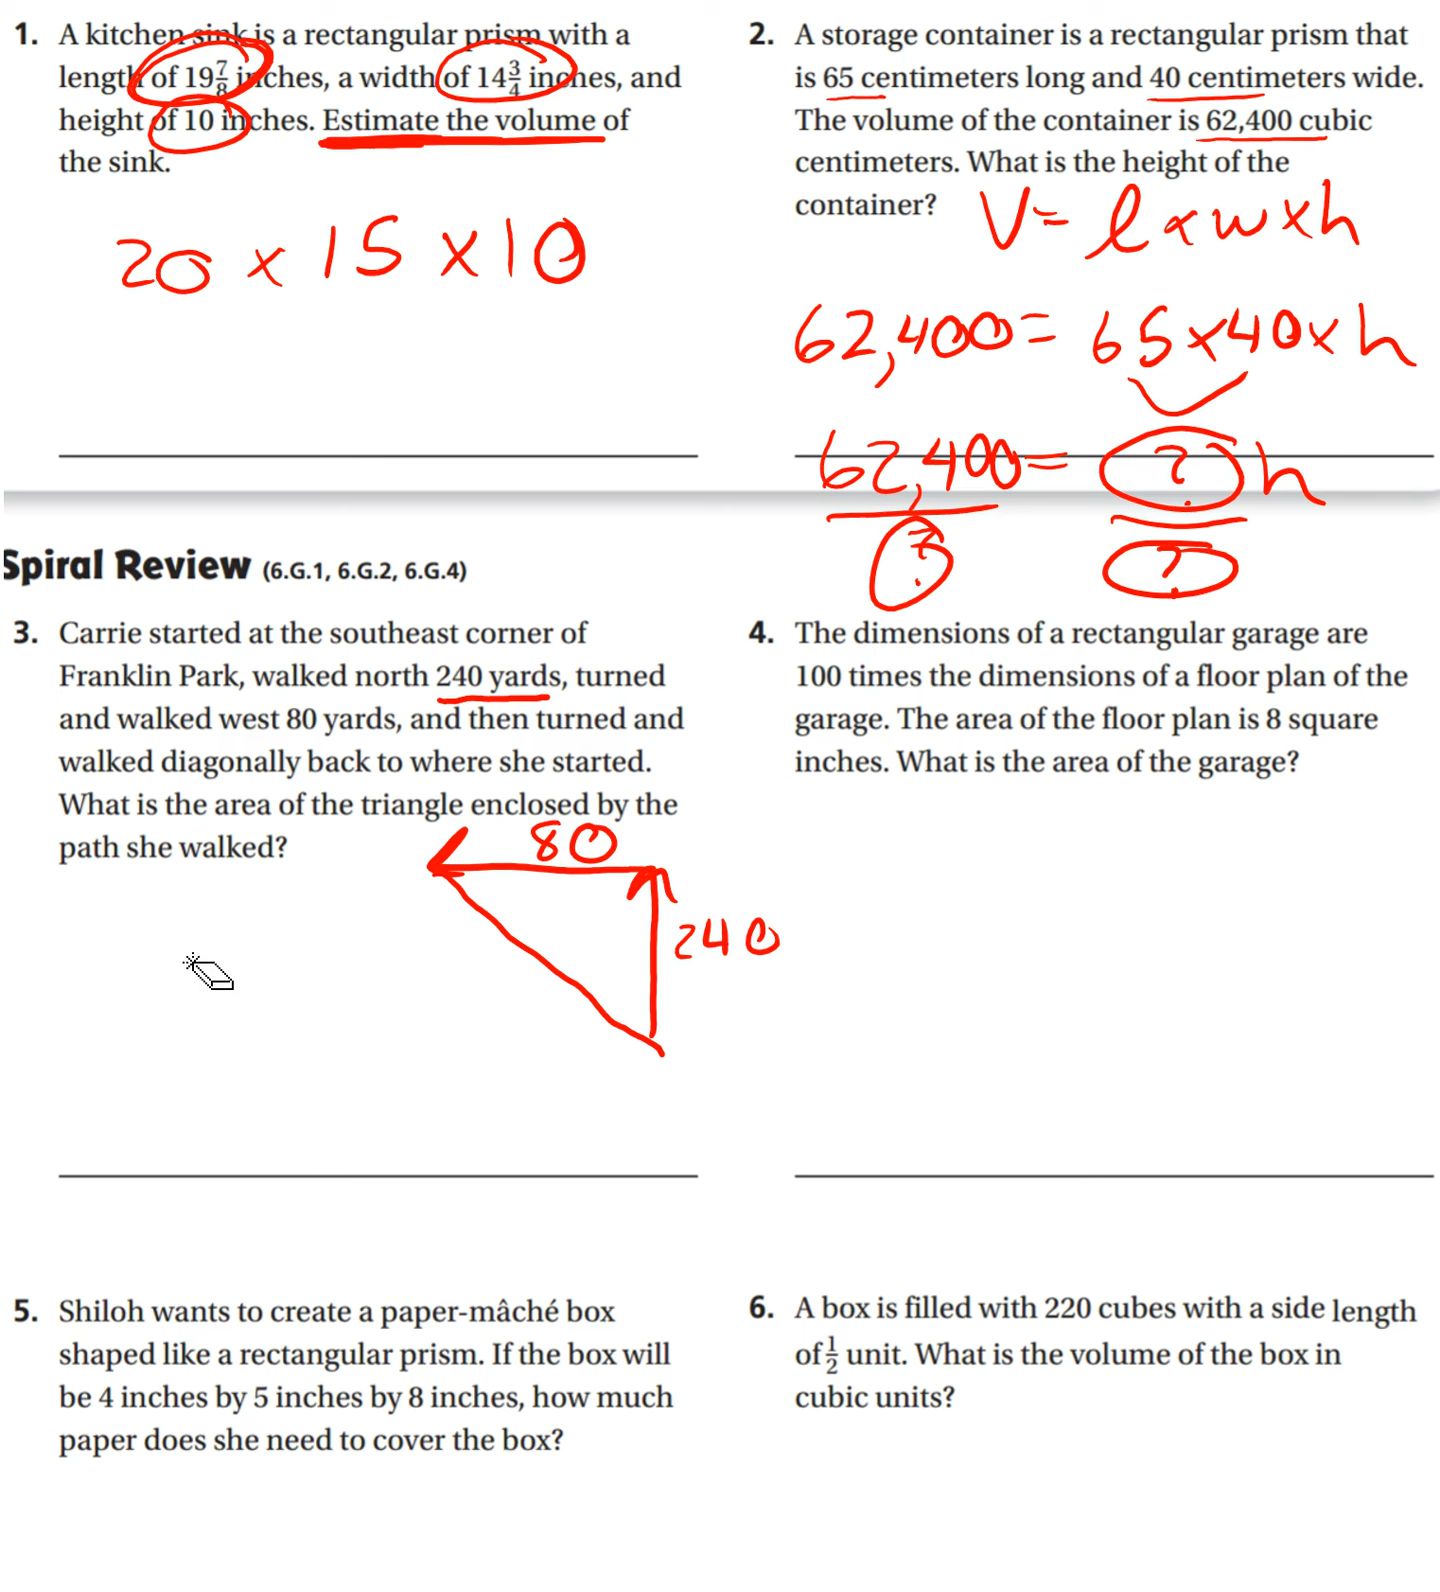 1. A kitchen sink is a rectangular prism with a
length of 19 7/8 inches, a width of 14 3/4 inches, and
height of 10 inches. Estimate the volume of
the sink.
20 x 15 x 10
2. A storage container is a rectangular prism that
is 65 centimeters long and 40 centimeters wide.
The volume of the container is 62,400 cubic
centimeters. What is the height of the
container?
V = l x w x h
62,400 = 65 x 40 x h
62,400 = ? h
? ?
Spiral Review (6.G.1, 6.G.2, 6.G.4)
3. Carrie started at the southeast corner of
Franklin Park, walked north 240 yards, turned
and walked west 80 yards, and then turned and
walked diagonally back to where she started.
What is the area of the triangle enclosed by the
path she walked?
80
240
4. The dimensions of a rectangular garage are
100 times the dimensions of a floor plan of the
garage. The area of the floor plan is 8 square
inches. What is the area of the garage?
5. Shiloh wants to create a paper-mâché box
shaped like a rectangular prism. If the box will
be 4 inches by 5 inches by 8 inches, how much
paper does she need to cover the box?
6. A box is filled with 220 cubes with a side length
of 1/2 unit. What is the volume of the box in
cubic units?